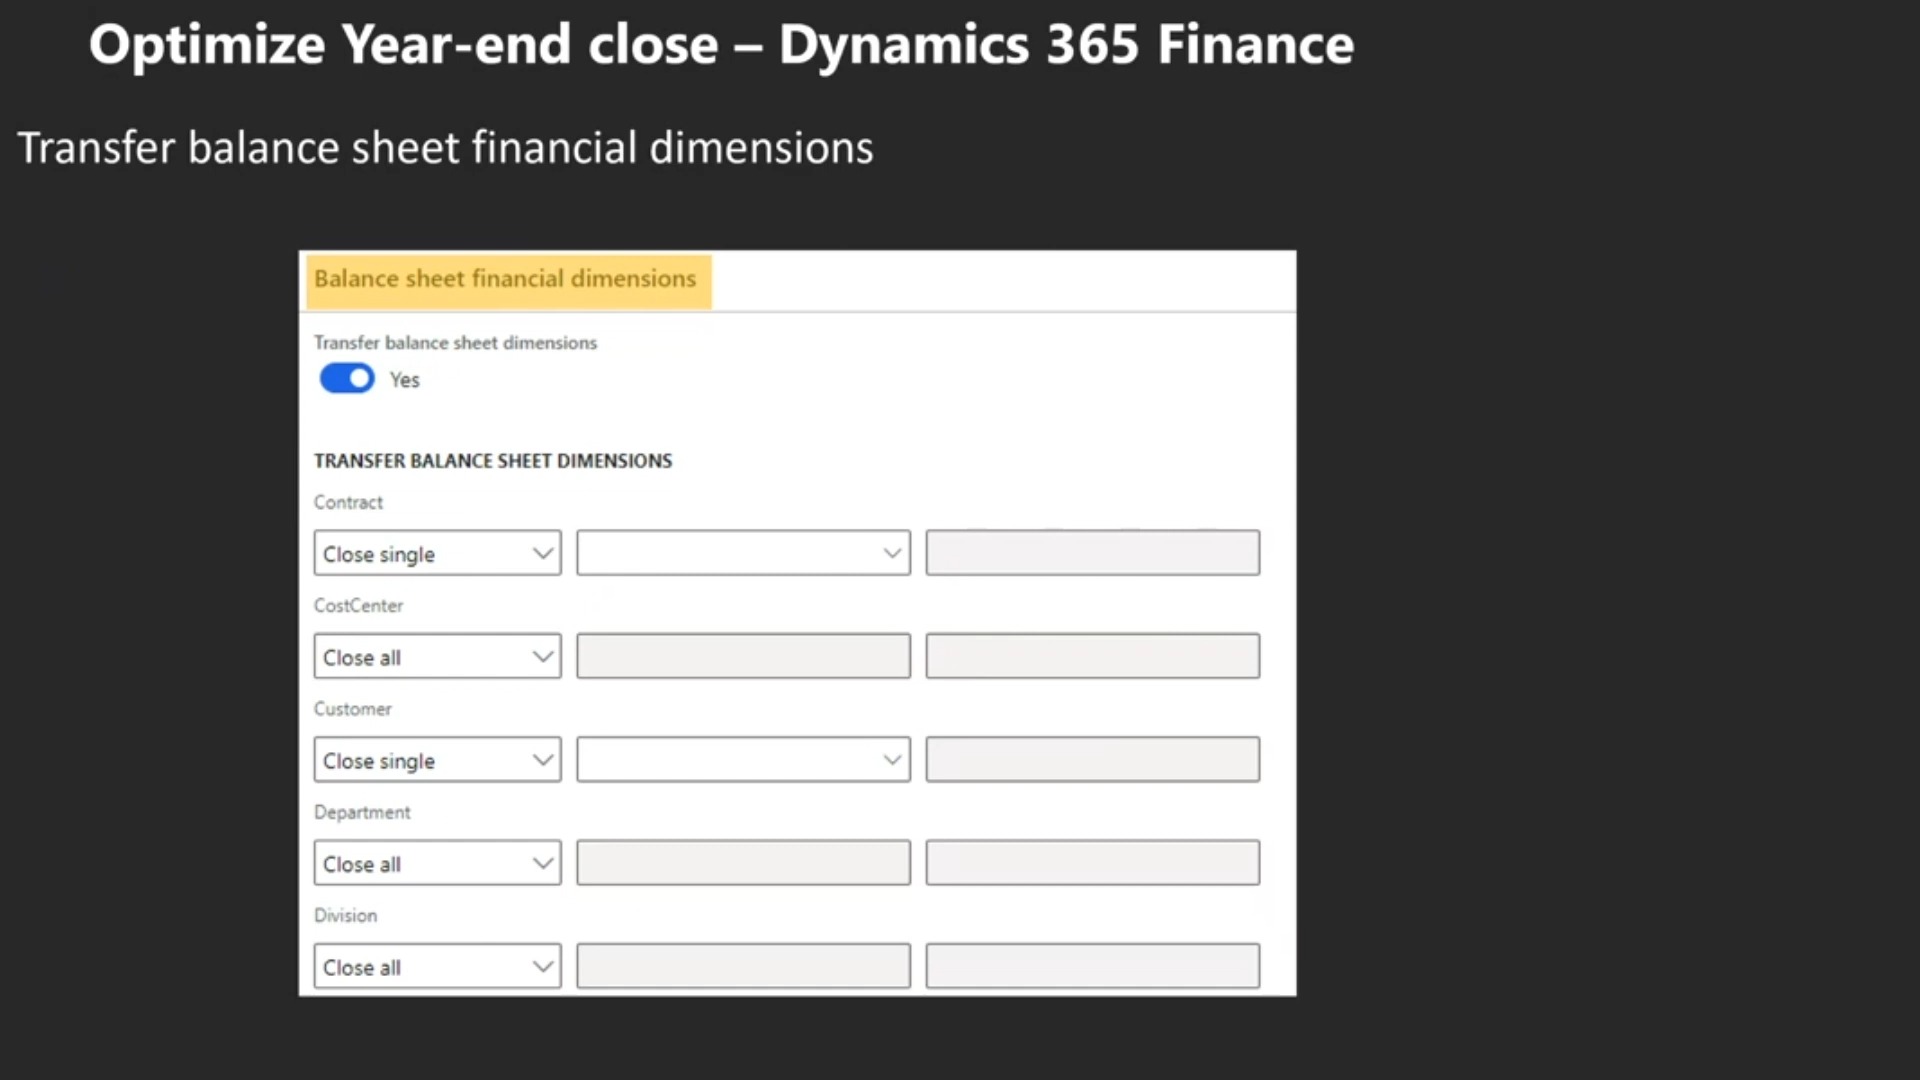 Optimize Year-end close – Dynamics 365 Finance
Transfer balance sheet financial dimensions
Balance sheet financial dimensions
Transfer balance sheet dimensions
Yes
TRANSFER BALANCE SHEET DIMENSIONS
Contract
Close single
CostCenter
Close all
Customer
Close single
Department
Close all
Division
Close all